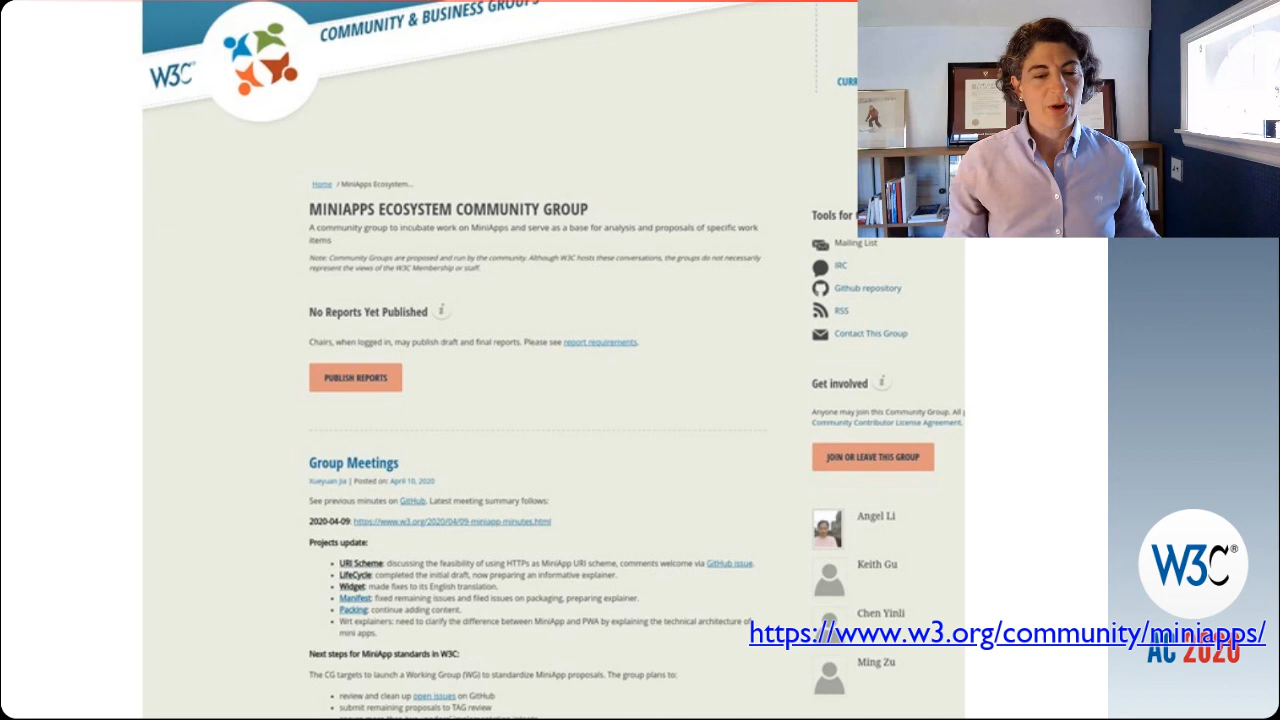 COMMUNITY & BUSINESS GROUPS
W3C®
CURR
Home / MiniApps Ecosystem...
MINIAPPS ECOSYSTEM COMMUNITY GROUP
A community group to incubate work on MiniApps and serve as a base for analysis and proposals of specific work
items
Note: Community Groups are proposed and run by the community. Although W3C hosts these conversations, the groups do not necessarily
represent the views of the W3C Membership or staff.
No Reports Yet Published i
Chairs, when logged in, may publish draft and final reports. Please see report requirements.
PUBLISH REPORTS
Group Meetings
Xueyuan Jia | Posted on: April 10, 2020
See previous minutes on GitHub. Latest meeting summary follows:
2020-04-09: https://www.w3.org/2020/04/09-miniapp-minutes.html
Projects update:
• URI Scheme: discussing the feasibility of using HTTPs as MiniApp URI scheme, comments welcome via GitHub issue.
• LifeCycle: completed the initial draft, now preparing an informative explainer.
• Widget: made fixes to its English translation.
• Manifest: fixed remaining issues and filed issues on packaging, preparing explainer.
• Packing: continue adding content.
• Wrt explainers: need to clarify the difference between MiniApp and PWA by explaining the technical architecture of
mini apps.
Next steps for MiniApp standards in W3C:
The CG targets to launch a Working Group (WG) to standardize MiniApp proposals. The group plans to:
• review and clean up open issues on GitHub
• submit remaining proposals to TAG review
Tools for
Mailing List
IRC
Github repository
RSS
Contact This Group
Get involved i
Anyone may join this Community Group. All
Community Contributor License Agreement.
JOIN OR LEAVE THIS GROUP
Angel Li
Keith Gu
Chen Yinli
Ming Zu
https://www.w3.org/community/miniapps/
W3C®
AC 2020